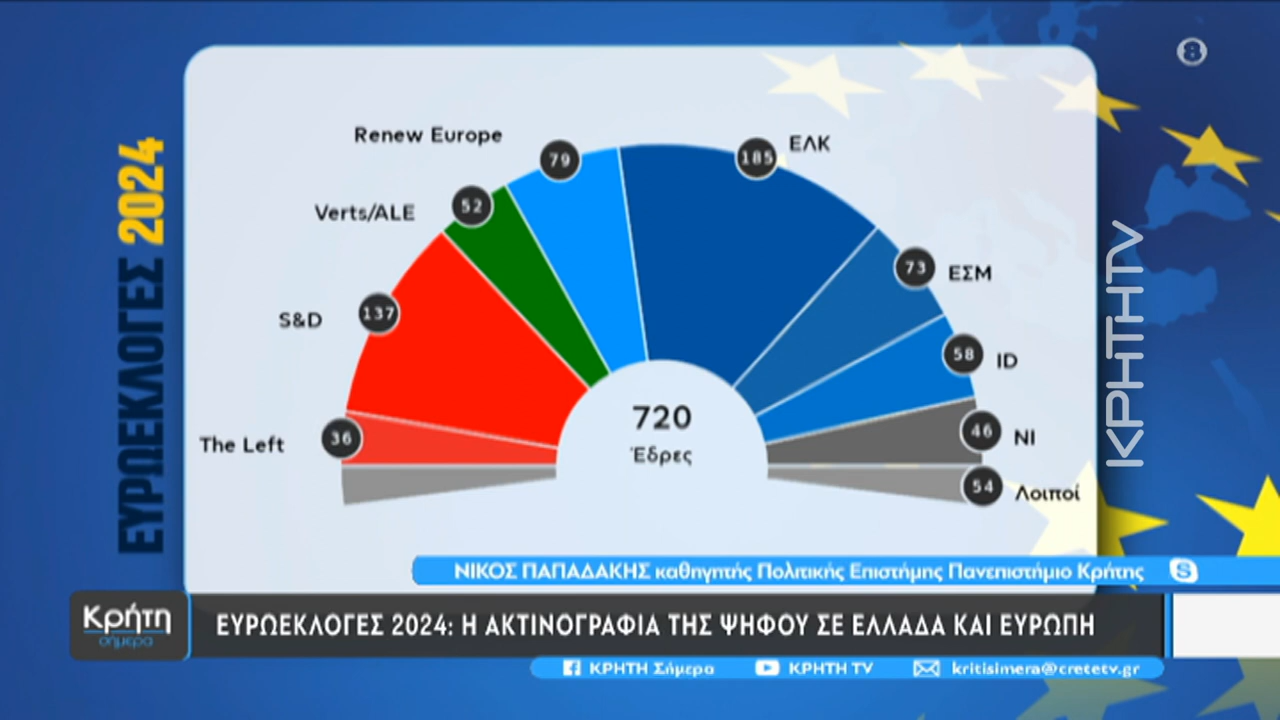 8
ΕΥΡΩΕΚΛΟΓΕΣ 2024
ΚΡΗΤΗTV
Renew Europe
79
185
ΕΛΚ
Verts/ALE
52
73
ΕΣΜ
S&D
137
58
ID
The Left
36
720
Έδρες
46
NI
54
Λοιποί
ΝΙΚΟΣ ΠΑΠΑΔΑΚΗΣ καθηγητής Πολιτικής Επιστήμης Πανεπιστήμιο Κρήτης
Κρήτη
σήμερα
ΕΥΡΩΕΚΛΟΓΕΣ 2024: Η ΑΚΤΙΝΟΓΡΑΦΙΑ ΤΗΣ ΨΗΦΟΥ ΣΕ ΕΛΛΑΔΑ ΚΑΙ ΕΥΡΩΠΗ
ΚΡΗΤΗ Σήμερα
ΚΡΗΤΗ TV
kritisimera@cretetv.gr